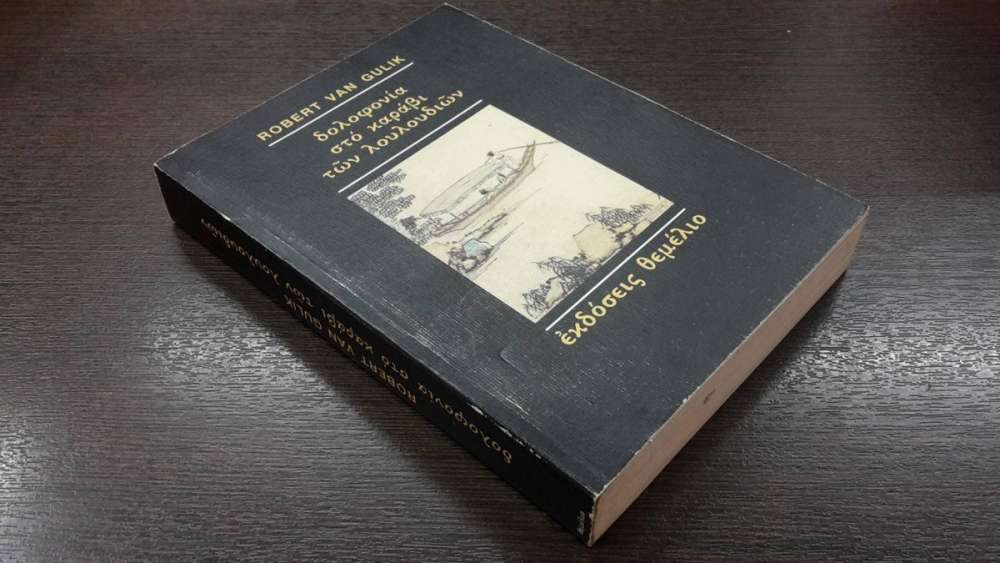 ROBERT VAN GULIK
δολοφονία
στό καράβι
τῶν λουλουδιῶν
ἐκδόσεις θεμέλιο
ROBERT VAN GULIK
δολοφονία στό καράβι τῶν λουλουδιῶν